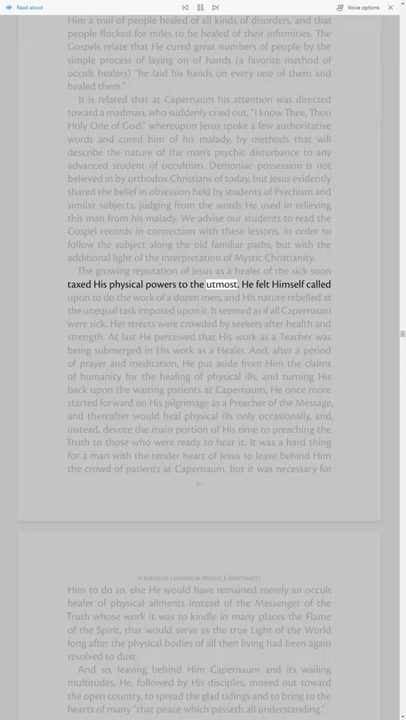 Read aloud
Voice options
Him a trail of people healed of all kinds of disorders, and that
people flocked for miles to be healed of their infirmities. The
Gospels relate that He cured great numbers of people by the
simple process of laying on of hands (a favorite method of
occult healers) "he laid his hands on every one of them and
healed them."
It is related that at Capernaum his attention was directed
toward a madman, who suddenly cried out, "I know Thee, Thou
Holy One of God," whereupon Jesus spoke a few authoritative
words and cured him of his malady, by methods that will
describe the nature of the man's psychic disturbance to any
advanced student of occultism. Demoniac possession is not
believed in by orthodox Christians of today, but Jesus evidently
shared the belief in obsession held by students of Psychism and
similar subjects, judging from the words He used in relieving
this man from his malady. We advise our students to read the
Gospel records in connection with these lessons, in order to
follow the subject along the old familiar paths, but with the
additional light of the interpretation of Mystic Christianity.
The growing reputation of Jesus as a healer of the sick soon
taxed His physical powers to the utmost. He felt Himself called
upon to do the work of a dozen men, and His nature rebelled at
the unequal task imposed upon it. It seemed as if all Capernaum
were sick. Her streets were crowded by seekers after health and
strength. At last He perceived that His work as a Teacher was
being submerged in His work as a Healer. And, after a period
of prayer and meditation, He put aside from Him the claims
of humanity for the healing of physical ills, and turning His
back upon the waiting patients at Capernaum, He once more
started forward on His pilgrimage as a Preacher of the Message,
and thereafter would heal physical ills only occasionally, and,
instead, devote the main portion of His time to preaching the
Truth to those who were ready to hear it. It was a hard thing
for a man with the tender heart of Jesus to leave behind Him
the crowd of patients at Capernaum, but it was necessary for
A Series of Lessons in Mystic Christianity
Him to do so, else He would have remained merely an occult
healer of physical ailments instead of the Messenger of the
Truth whose work it was to kindle in many places the Flame
of the Spirit, that would serve as the true Light of the World
long after the physical bodies of all then living had been again
resolved to dust.
And so, leaving behind Him Capernaum and its wailing
multitudes, He, followed by His disciples, moved out toward
the open country, to spread the glad tidings and to bring to the
hearts of many "that peace which passeth all understanding."